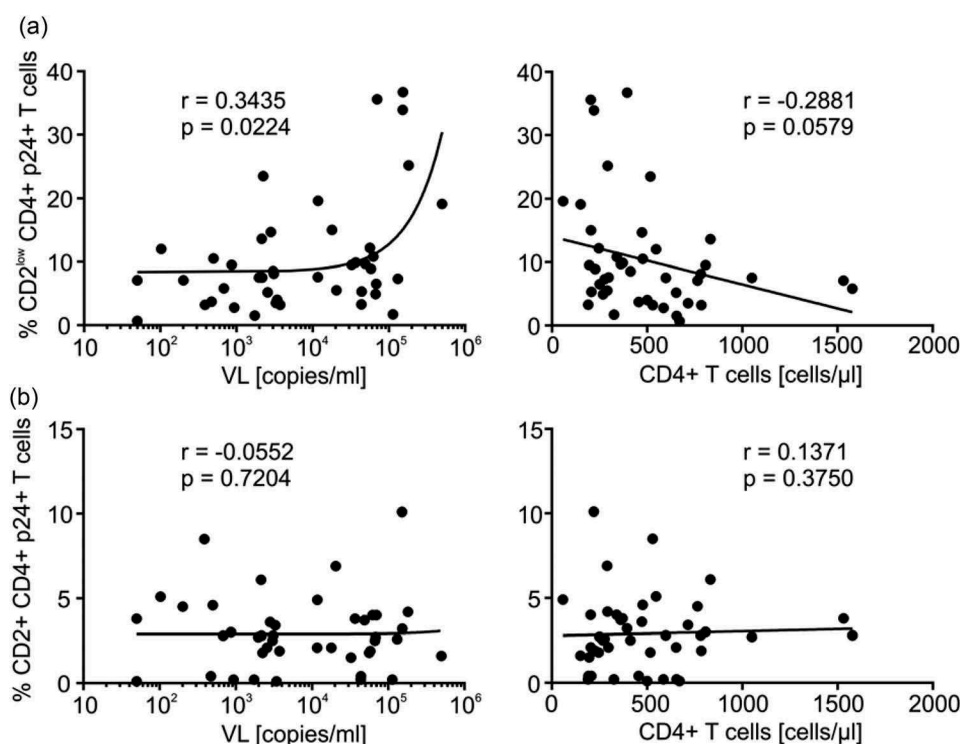 (a)
% CD2ˡᵒʷ CD4+ p24+ T cells
40
30
20
10
0
r = 0.3435
p = 0.0224
10¹ 10² 10³ 10⁴ 10⁵ 10⁶
VL [copies/ml]
40
30
20
10
0
r = -0.2881
p = 0.0579
0 500 1000 1500 2000
CD4+ T cells [cells/µl]
(b)
% CD2+ CD4+ p24+ T cells
15
10
5
0
r = -0.0552
p = 0.7204
10¹ 10² 10³ 10⁴ 10⁵ 10⁶
VL [copies/ml]
15
10
5
0
r = 0.1371
p = 0.3750
0 500 1000 1500 2000
CD4+ T cells [cells/µl]